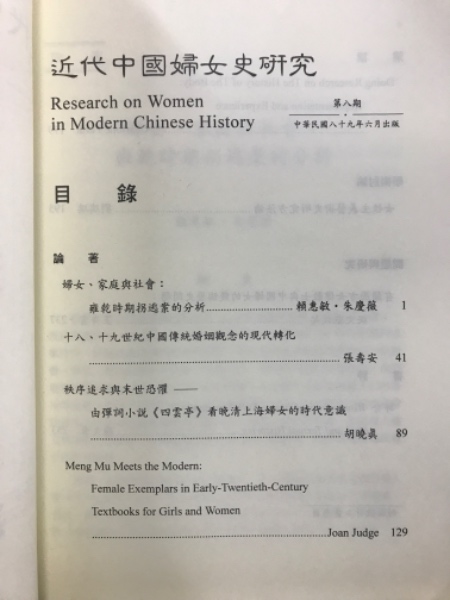 近代中國婦女史研究
Research on Women
in Modern Chinese History
第八期
中華民國八十九年六月出版
目錄
論著
婦女、家庭與社會：
雍乾時期拐逃案的分析 賴惠敏・朱慶薇 1
十八、十九世紀中國傳統婚姻觀念的現代轉化
張壽安 41
秩序追求與末世恐懼 ——
由彈詞小說《四雲亭》看晚清上海婦女的時代意識
胡曉真 89
Meng Mu Meets the Modern:
Female Exemplars in Early-Twentieth-Century
Textbooks for Girls and Women
Joan Judge 129